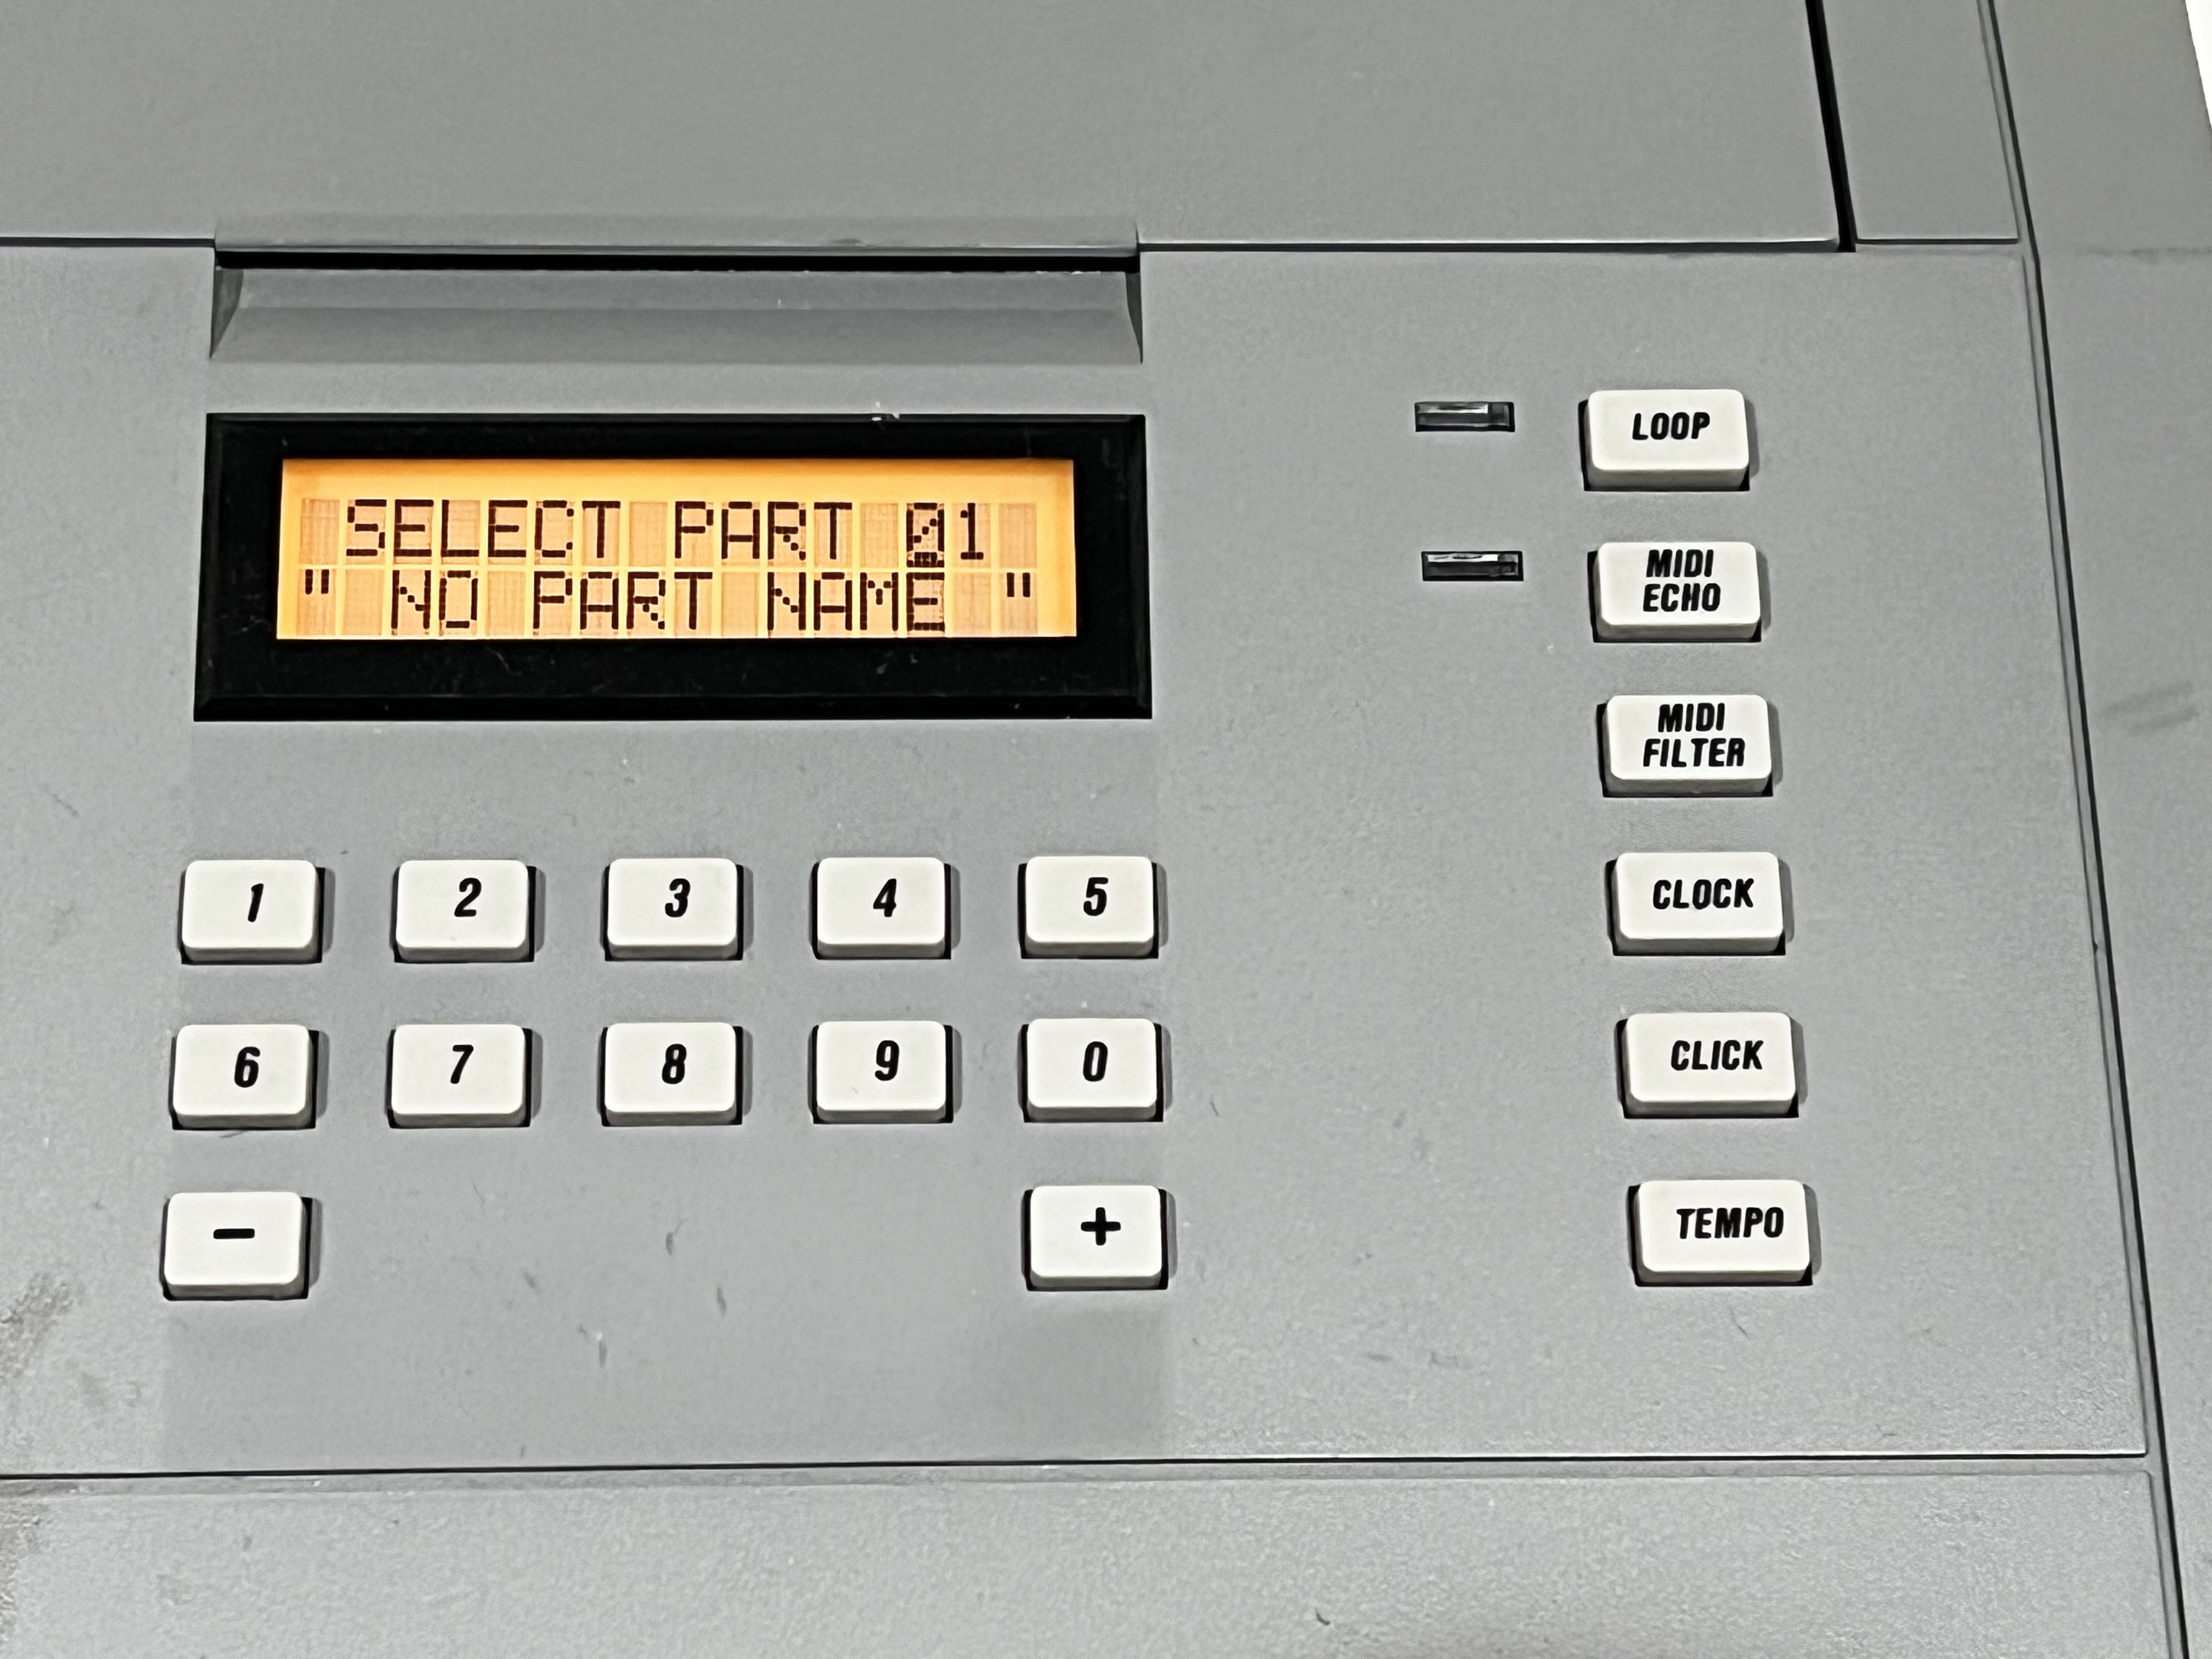 SELECT PART 01
" NO PART NAME "
LOOP
MIDI
ECHO
MIDI
FILTER
1 2 3 4 5
CLOCK
6 7 8 9 0
CLICK
- +
TEMPO